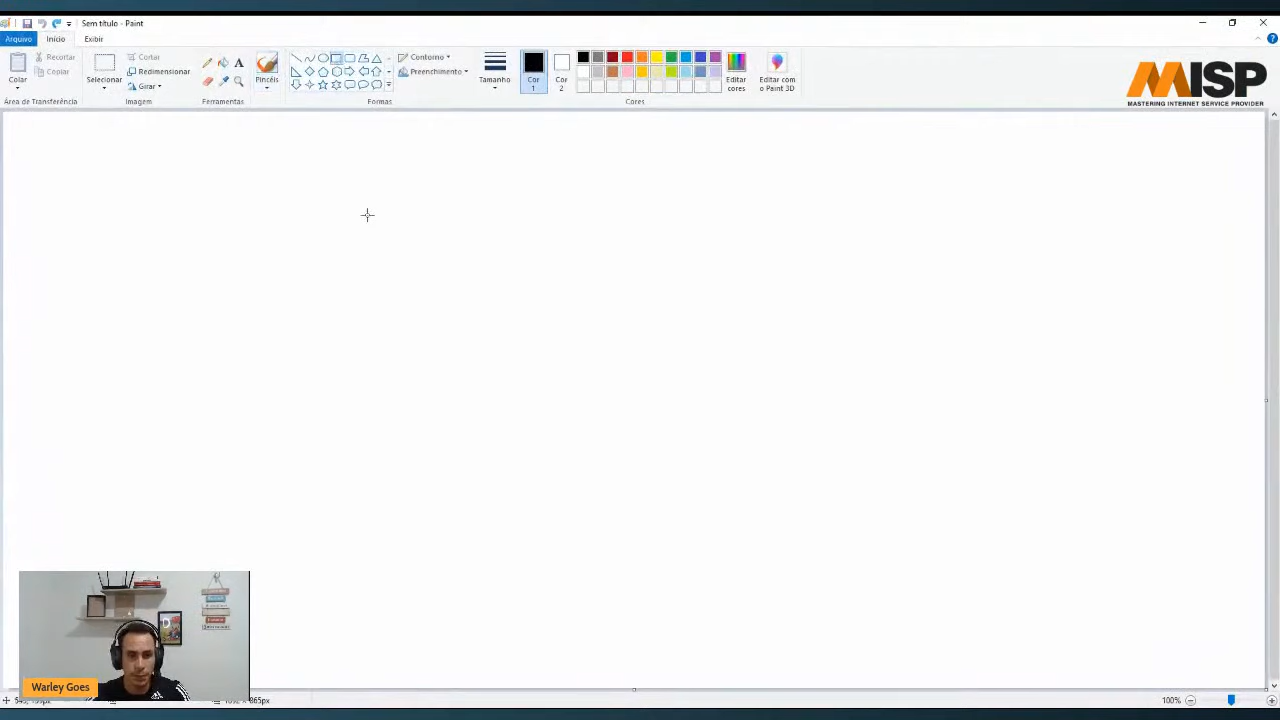 Sem título - Paint
Arquivo
Início
Exibir
Colar
Recortar
Copiar
Área de Transferência
Selecionar
Cortar
Redimensionar
Girar
Imagem
A
Ferramentas
Pincéis
Contorno
Preenchimento
Formas
Tamanho
Cor
1
Cor
2
Cores
Editar
cores
Editar com
o Paint 3D
MISP
MASTERING INTERNET SERVICE PROVIDER
Warley Goes
100%